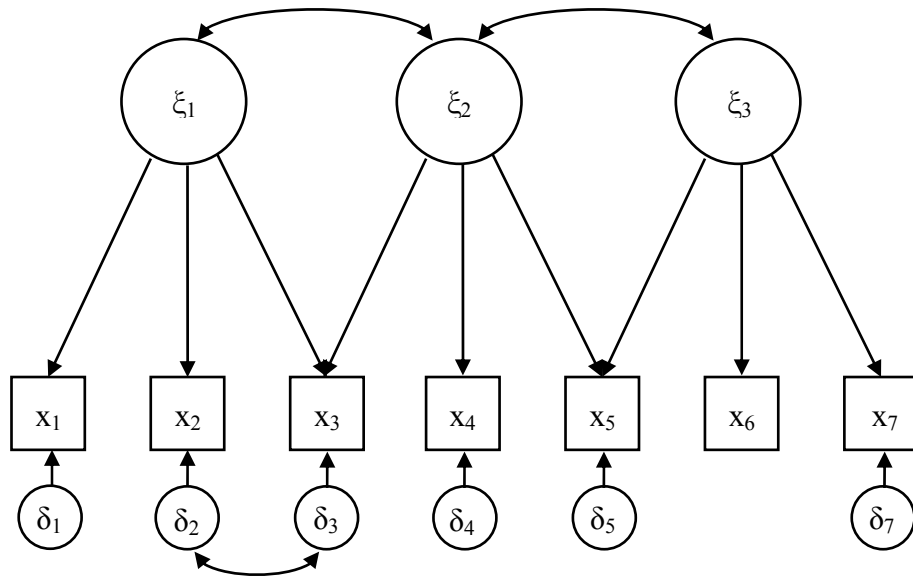 ξ₁ ξ₂ ξ₃
x₁ x₂ x₃ x₄ x₅ x₆ x₇
δ₁ δ₂ δ₃ δ₄ δ₅ δ₇